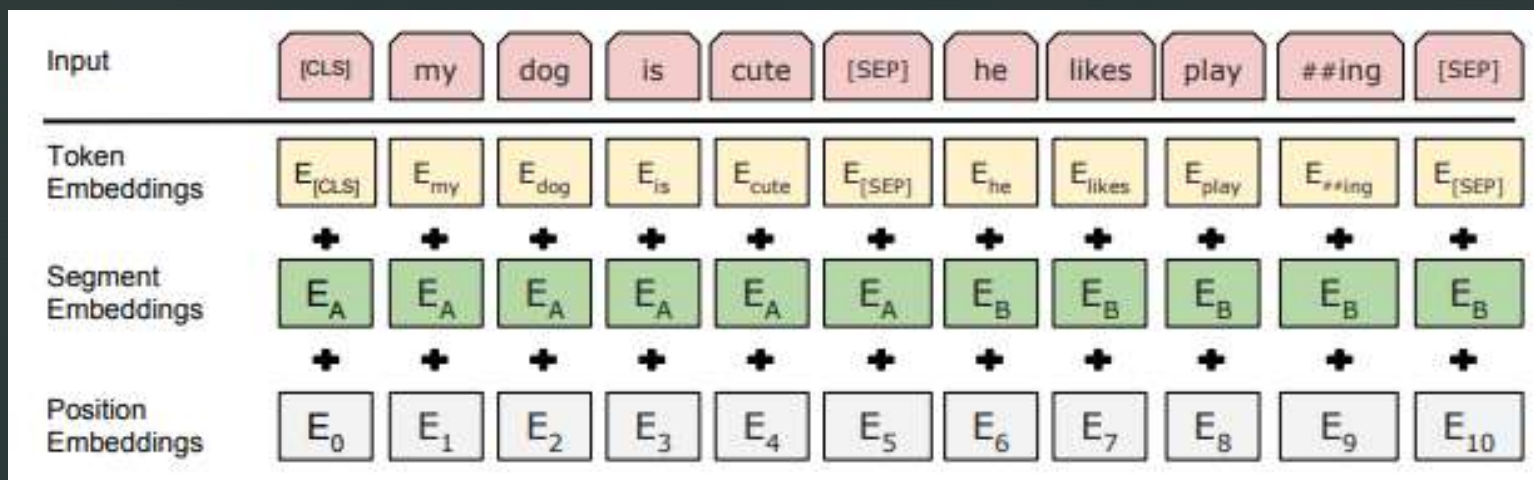 Input [CLS] my dog is cute [SEP] he likes play ##ing [SEP]
Token Embeddings E[CLS] Emy Edog Eis Ecute E[SEP] Ehe Elikes Eplay E##ing E[SEP]
+ + + + + + + + + + +
Segment Embeddings EA EA EA EA EA EA EB EB EB EB EB
+ + + + + + + + + + +
Position Embeddings E0 E1 E2 E3 E4 E5 E6 E7 E8 E9 E10